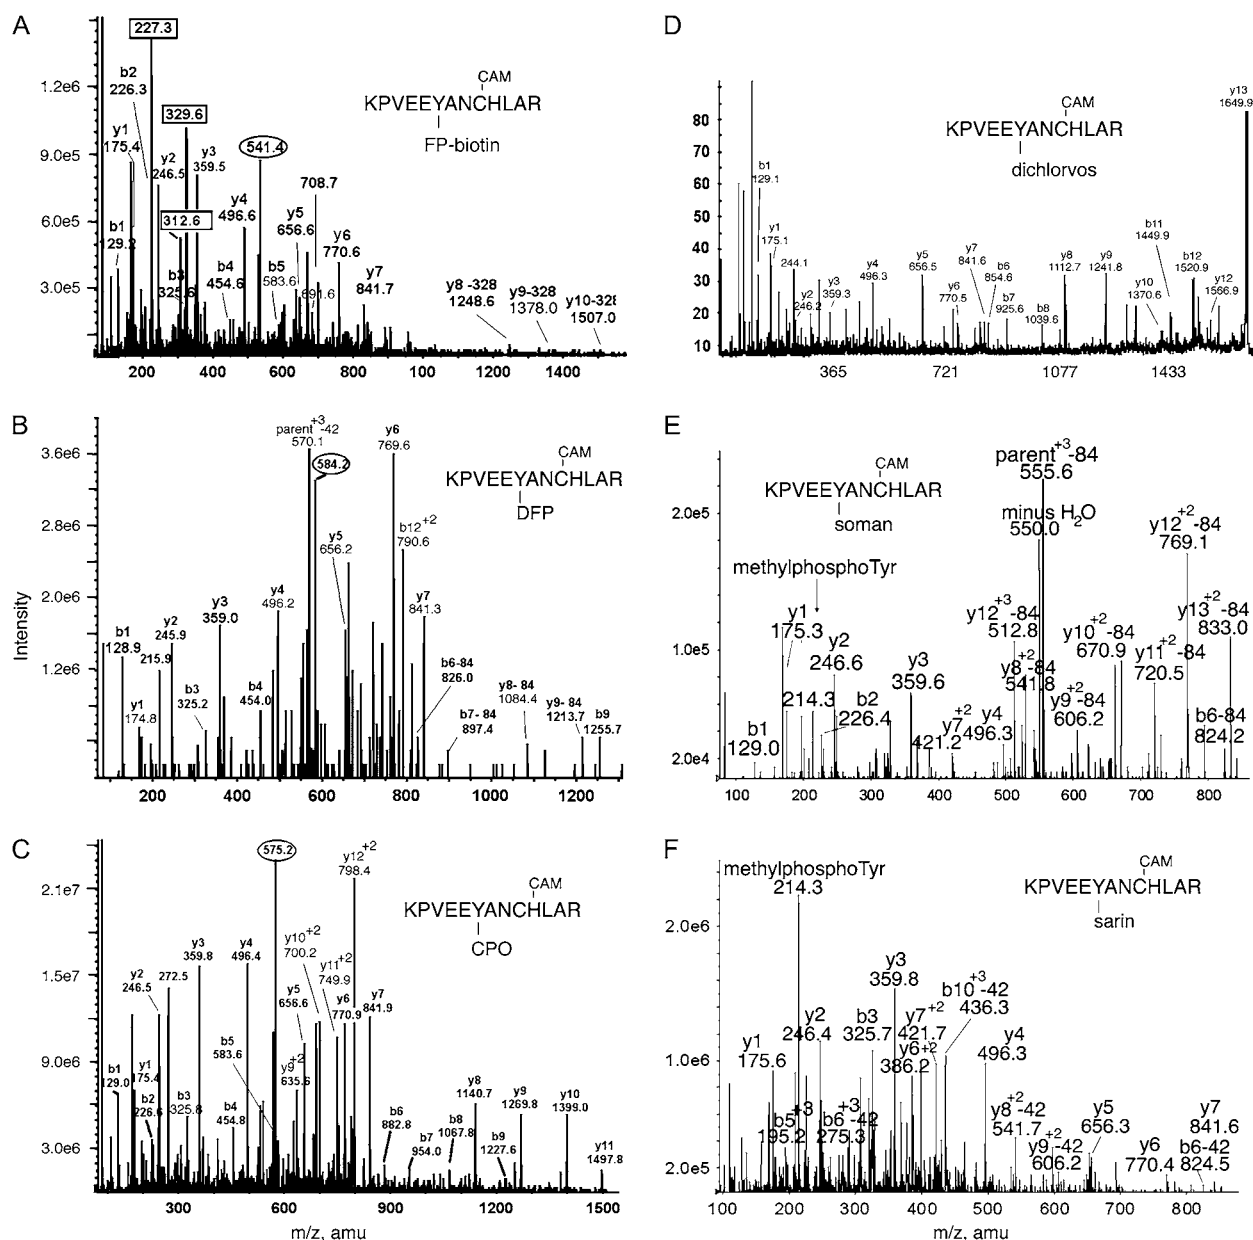 A
227.3
b2
226.3
CAM
KPVEEYANCHLAR
FP-biotin
1.2e6
329.6
541.4
y1
175.4
y2
246.5
y3
359.5
708.7
9.0e5
312.6
y4
496.6
y5
656.6
y6
770.6
6.0e5
b1
129.2
b3
325.6
b4
454.6
b5
583.6
691.6
y7
841.7
y8 -328
1248.6
y9-328
1378.0
y10-328
1507.0
3.0e5
200 400 600 800 100 1200 1400
B
parent+3-42
570.1
584.2
y6
769.6
CAM
KPVEEYANCHLAR
DFP
3.6e6
b12+2
790.6
2.8e6
y5
656.2
Intensity
2.0e6
b1
128.9
y2
245.9
215.9
y3
359.0
y4
496.2
y7
841.3
1.2e6
y1
174.8
b3
325.2
b4
454.0
b6-84
826.0
b7- 84
897.4
y8- 84
1084.4
y9- 84
1213.7
b9
1255.7
200 400 600 800 1000 1200
C
575.2
y12+2
798.4
CAM
KPVEEYANCHLAR
CPO
2.1e7
y2
246.5
272.5
y3
359.8
y4
496.4
y10+2
700.2
y11+2
749.9
1.5e7
y5
656.6
y6
770.9
y7
841.9
b5
583.6
y9+2
635.6
9.0e6
b1
129.0
y1
175.4
b2
226.6
b3
325.8
b4
454.8
b6
882.8
b7
954.0
b8
1067.8
y8
1140.7
b9
1227.6
y9
1269.8
y10
1399.0
y11
1497.8
3.0e6
300 600 900 1200 1500
m/z, amu
D
CAM
KPVEEYANCHLAR
dichlorvos
y13
1649.9
80
70
60
50
40
30
20
10
b1
129.1
y1
175.1
244.1
y2
246.2
y3
359.3
y4
496.3
y5
656.5
y6
770.5
y7
841.6
b6
854.6
b7
925.6
b8
1039.6
y8
1112.7
y9
1241.8
y10
1370.6
b11
1449.9
b12
1520.9
y12
1566.9
365 721 1077 1433
E
CAM
KPVEEYANCHLAR
soman
parent+3-84
555.6
minus H2O
550.0
2.0e5
methylphosphoTyr
y12+2-84
769.1
y1
175.3
y2
246.6
y12+3-84
512.8
y10+2-84
670.9
y13+2-84
833.0
1.0e5
214.3
b2
226.4
y3
359.6
y8+2-84
541.8
y11+2-84
720.5
y9+2-84
606.2
b1
129.0
y7+2
421.2
y4
496.3
b6-84
824.2
2.0e4
100 200 300 400 500 600 700 800
F
methylphosphoTyr
214.3
CAM
KPVEEYANCHLAR
sarin
2.0e6
y3
359.8
b10+3-42
436.3
y1
175.6
y2
246.4
b3
325.7
y7+2
421.7
y6+2
386.2
y4
496.3
1.0e6
b5+3
195.2
b6+3-42
275.3
y8+2-42
541.7
y9+2-42
606.2
y5
656.3
y6
770.4
y7
841.6
b6-42
824.5
2.0e5
100 200 300 400 500 600 700 800
m/z, amu